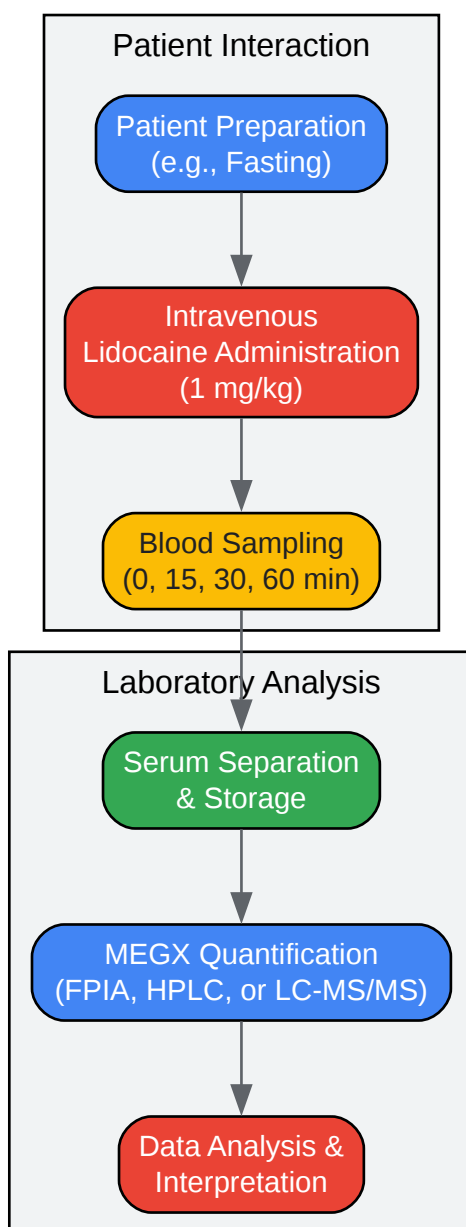 Patient Interaction
Patient Preparation
(e.g., Fasting)
Intravenous
Lidocaine Administration
(1 mg/kg)
Blood Sampling
(0, 15, 30, 60 min)
Laboratory Analysis
Serum Separation
& Storage
MEGX Quantification
(FPIA, HPLC, or LC-MS/MS)
Data Analysis &
Interpretation